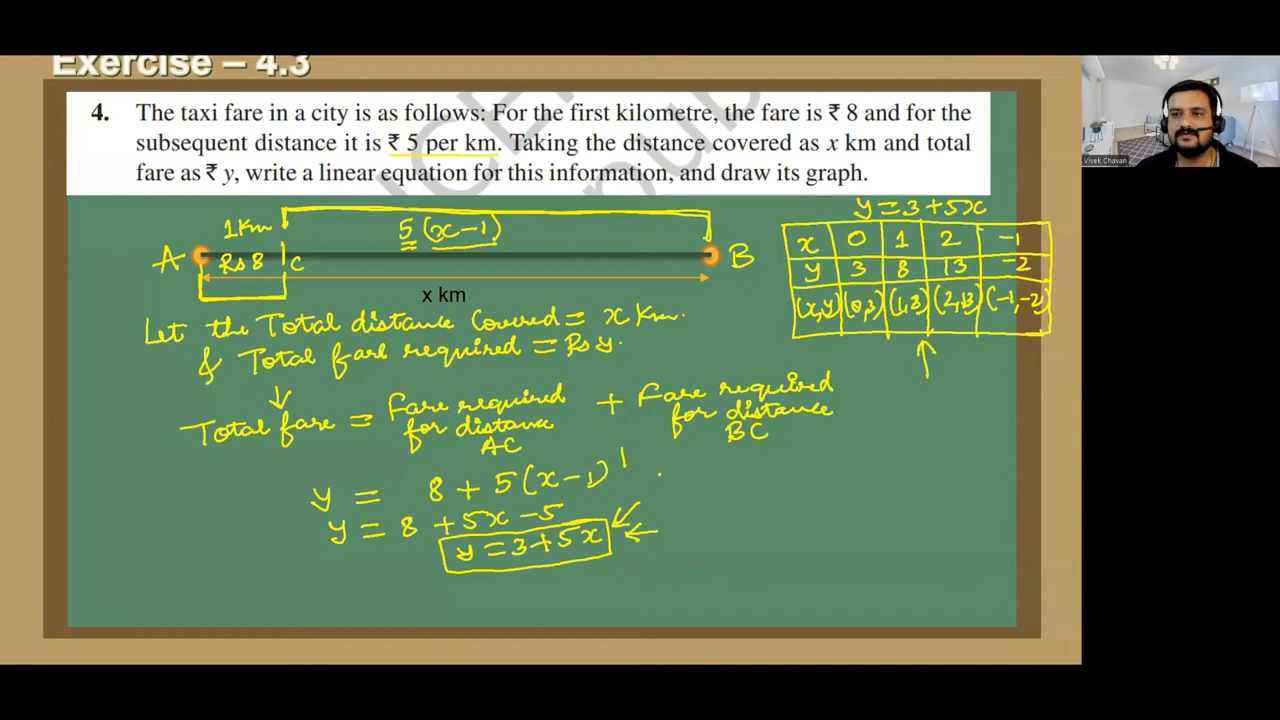 Exercise – 4.3
4. The taxi fare in a city is as follows: For the first kilometre, the fare is ₹ 8 and for the
subsequent distance it is ₹ 5 per km. Taking the distance covered as x km and total
fare as ₹ y, write a linear equation for this information, and draw its graph.
Vivek Chavan
1 Km
5 (x-1)
A Rs 8 C B
x km
y = 3 + 5x
x 0 1 2 -1
y 3 8 13 -2
(x,y) (0,3) (1,8) (2,13) (-1,-2)
Let the Total distance Covered = x Km.
& Total fare required = Rs y.
Total fare = Fare required for distance AC + Fare required for distance BC
y = 8 + 5(x-1)
y = 8 + 5x - 5
y = 3 + 5x